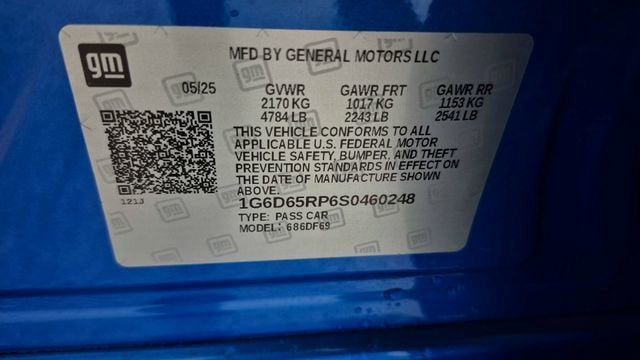 gm
MFD BY GENERAL MOTORS LLC
05/25 GVWR GAWR FRT GAWR RR
2170 KG 1017 KG 1153 KG
4784 LB 2243 LB 2541 LB
THIS VEHICLE CONFORMS TO ALL
APPLICABLE U.S. FEDERAL MOTOR
VEHICLE SAFETY, BUMPER, AND THEFT
PREVENTION STANDARDS IN EFFECT ON
THE DATE OF MANUFACTURE SHOWN
ABOVE.
121J
1G6D65RP6S0460248
TYPE: PASS CAR
MODEL: 686DF69